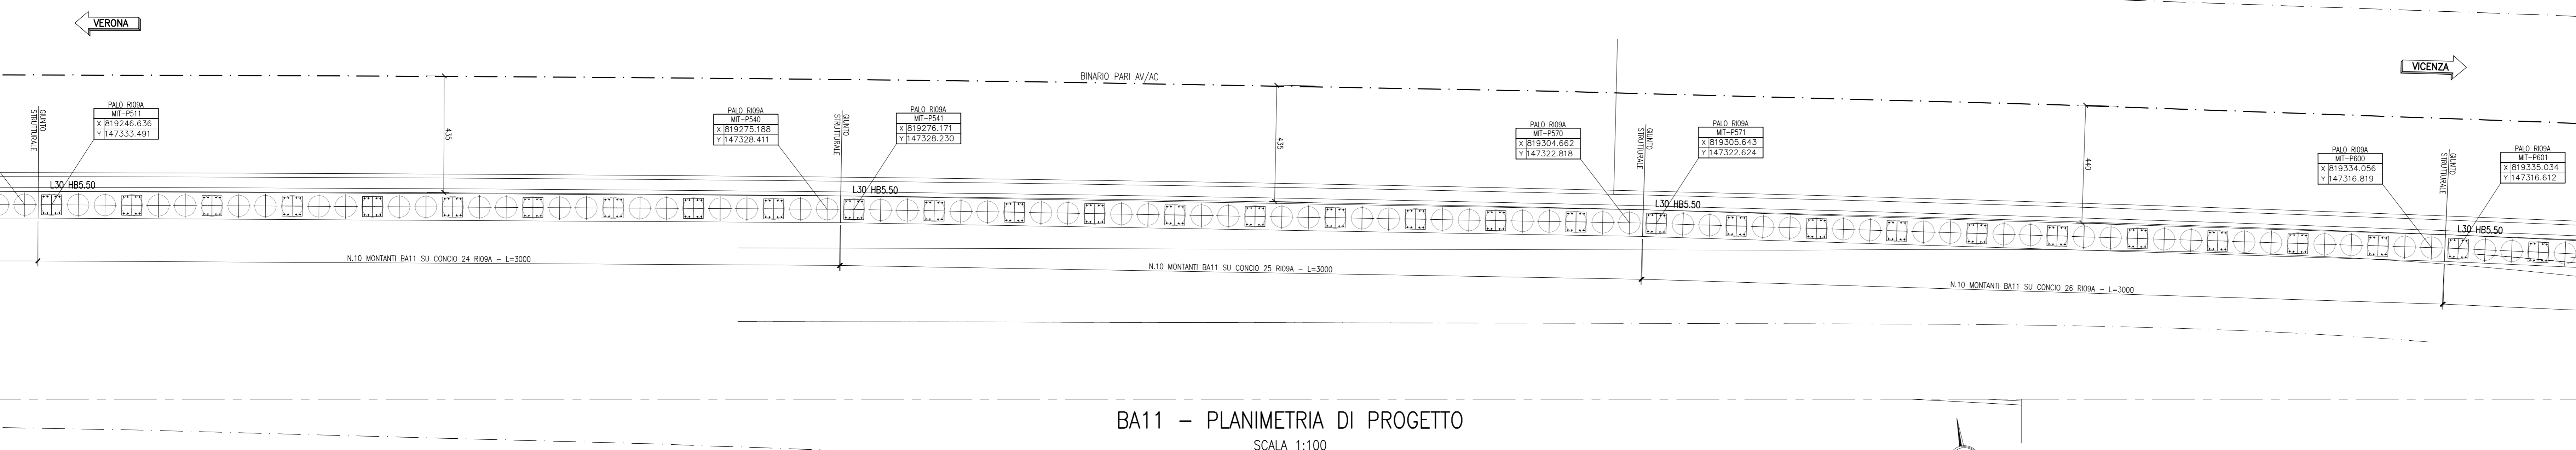 VERONA
VICENZA
BINARIO PARI AV/AC
GIUNTO
STRUTTURALE
PALO RI09A
MIT-P511
X 819246.636
Y 147333.491
435
PALO RI09A
MIT-P540
X 819275.188
Y 147328.411
GIUNTO
STRUTTURALE
PALO RI09A
MIT-P541
X 819276.171
Y 147328.230
435
PALO RI09A
MIT-P570
X 819304.662
Y 147322.818
GIUNTO
STRUTTURALE
PALO RI09A
MIT-P571
X 819305.643
Y 147322.624
440
PALO RI09A
MIT-P600
X 819334.056
Y 147316.819
GIUNTO
STRUTTURALE
PALO RI09A
MIT-P601
X 819335.034
Y 147316.612
L30 HB5.50
L30 HB5.50
L30 HB5.50
L30 HB5.50
N.10 MONTANTI BA11 SU CONCIO 24 RI09A - L=3000
N.10 MONTANTI BA11 SU CONCIO 25 RI09A - L=3000
N.10 MONTANTI BA11 SU CONCIO 26 RI09A - L=3000
BA11 - PLANIMETRIA DI PROGETTO
SCALA 1:100